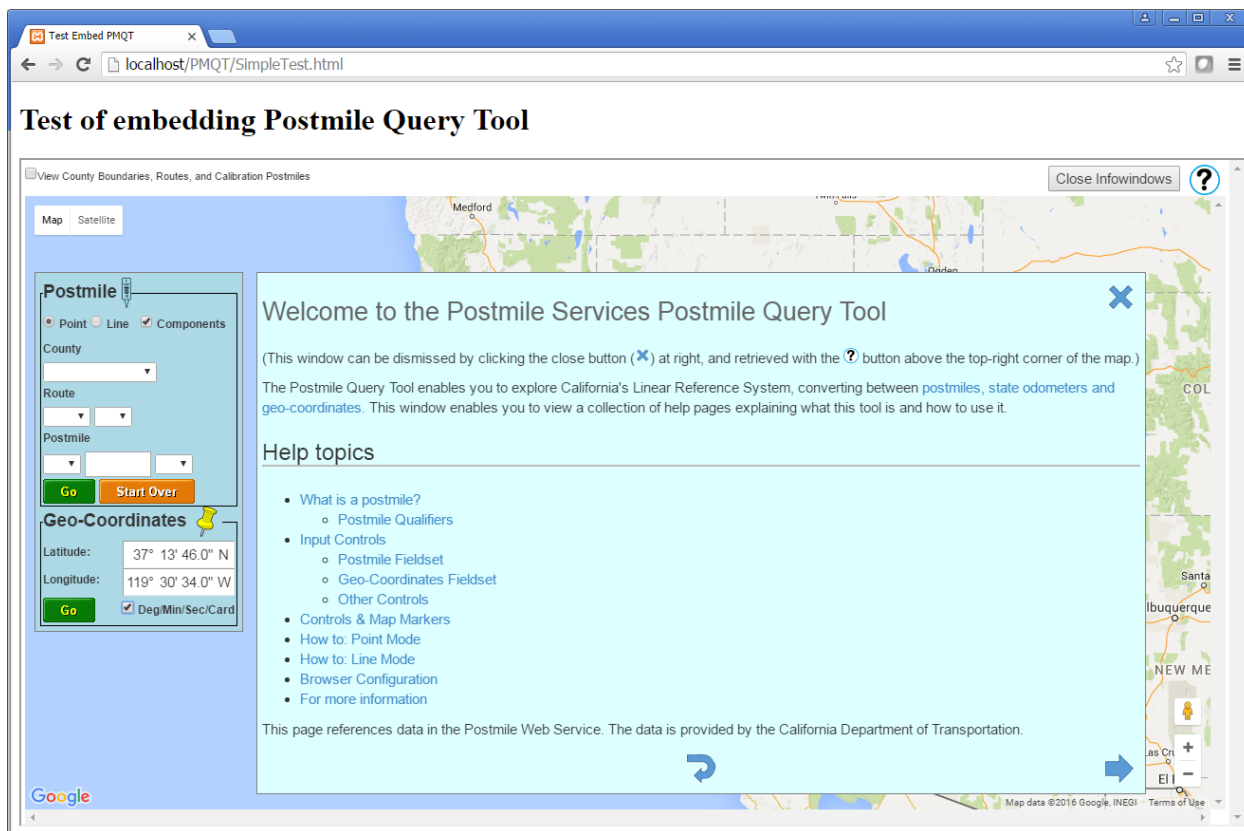 Test Embed PMQT
localhost/PMQT/SimpleTest.html
Test of embedding Postmile Query Tool
View County Boundaries, Routes, and Calibration Postmiles
Close Infowindows
?
Map Satellite
Medford
Ogden
Postmile
Point Line Components
County
Route
Postmile
Go Start Over
Geo-Coordinates
Latitude: 37° 13' 46.0" N
Longitude: 119° 30' 34.0" W
Go Deg/Min/Sec/Card
Welcome to the Postmile Services Postmile Query Tool
(This window can be dismissed by clicking the close button (✖) at right, and retrieved with the ? button above the top-right corner of the map.)
The Postmile Query Tool enables you to explore California's Linear Reference System, converting between postmiles, state odometers and
geo-coordinates. This window enables you to view a collection of help pages explaining what this tool is and how to use it.
Help topics
What is a postmile?
Postmile Qualifiers
Input Controls
Postmile Fieldset
Geo-Coordinates Fieldset
Other Controls
Controls & Map Markers
How to: Point Mode
How to: Line Mode
Browser Configuration
For more information
This page references data in the Postmile Web Service. The data is provided by the California Department of Transportation.
COL
Santa
lbuquerque
NEW ME
as Cru
El
+
−
Google
Map data ©2016 Google, INEGI Terms of Use